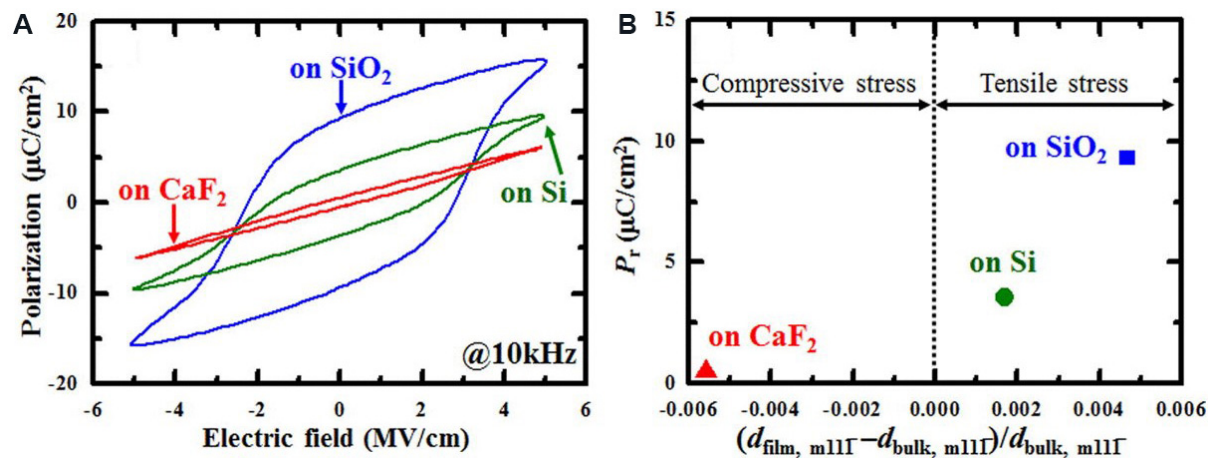 A
20
10
0
-10
-20
Polarization (μC/cm2)
on SiO2
on CaF2
on Si
@10kHz
-6
-4
-2
0
2
4
6
Electric field (MV/cm)
B
15
10
5
0
Pr (μC/cm2)
Compressive stress
Tensile stress
on SiO2
on Si
on CaF2
-0.006
-0.004
-0.002
0.000
0.002
0.004
0.006
(dfilm, m111̄−dbulk, m111̄)/dbulk, m111̄